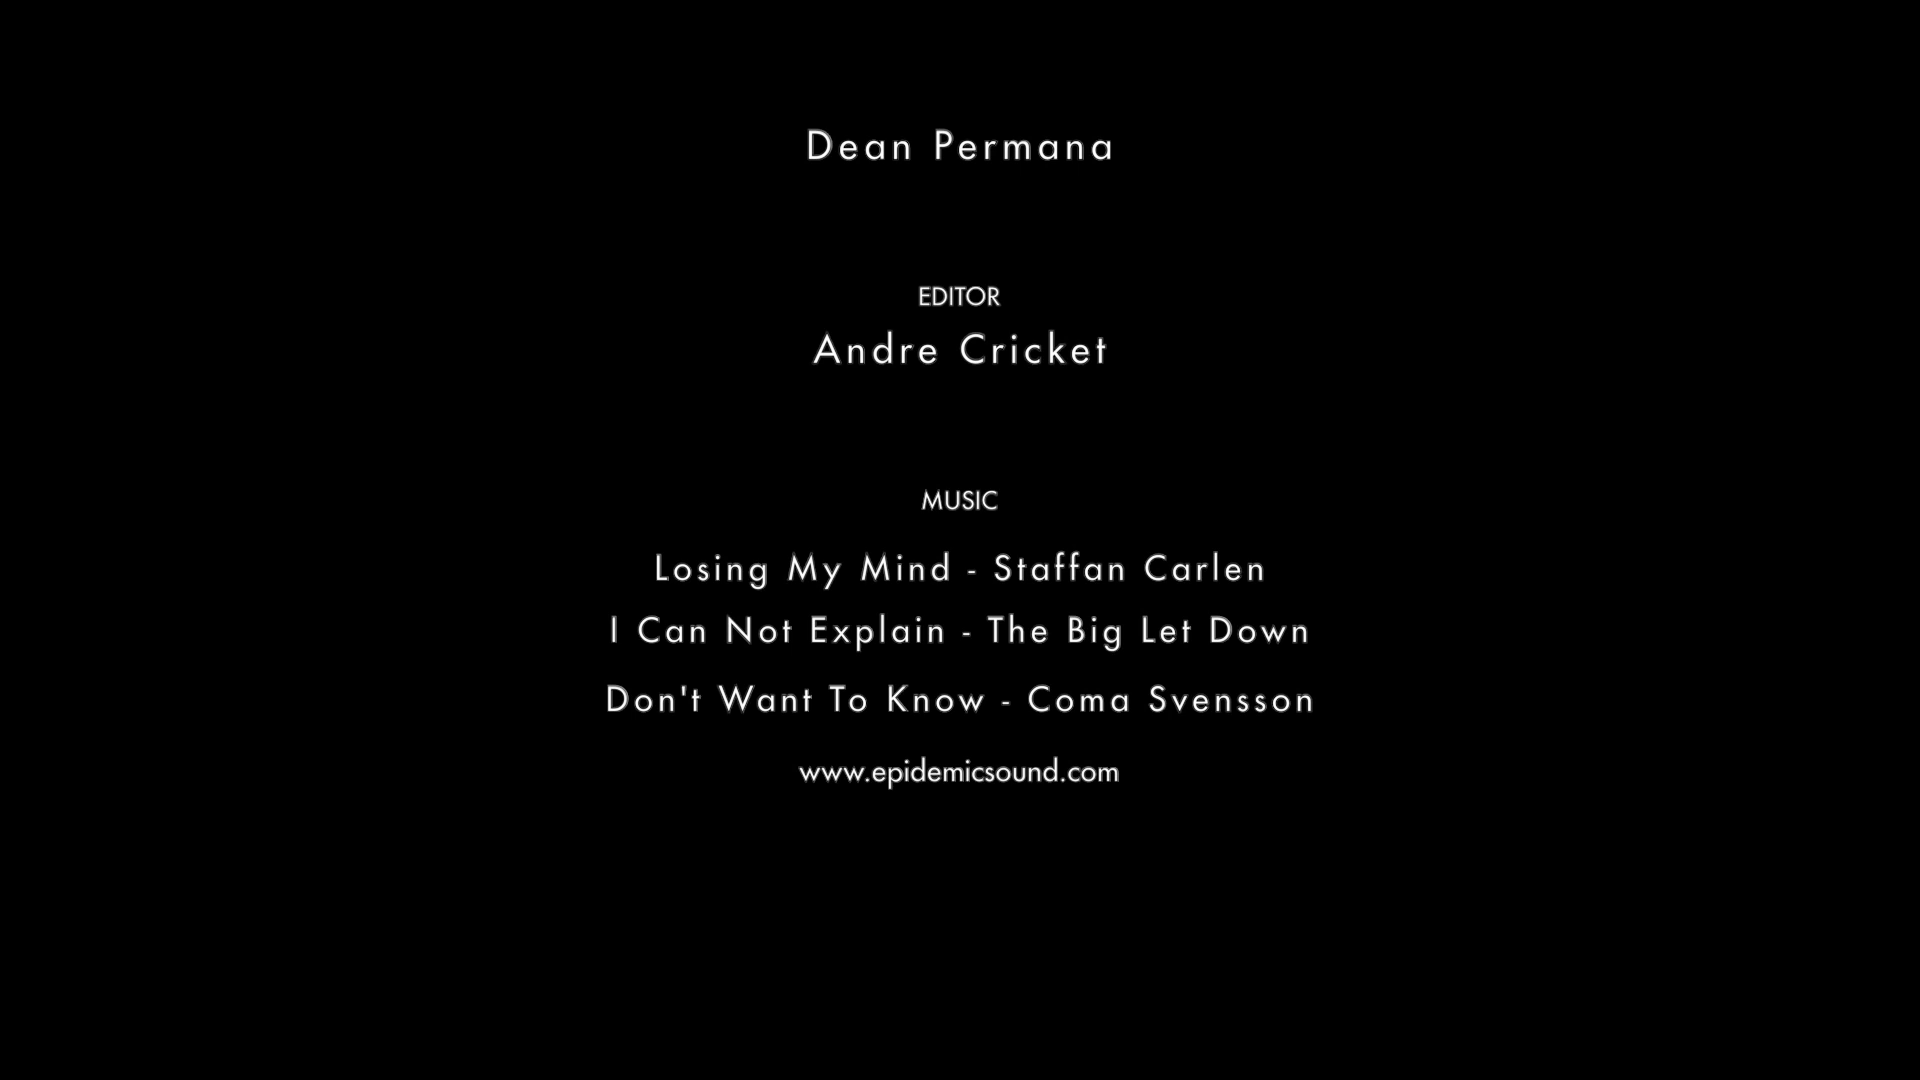 Dean Permana
EDITOR
Andre Cricket
MUSIC
Losing My Mind - Staffan Carlen
I Can Not Explain - The Big Let Down
Don't Want To Know - Coma Svensson
www.epidemicsound.com